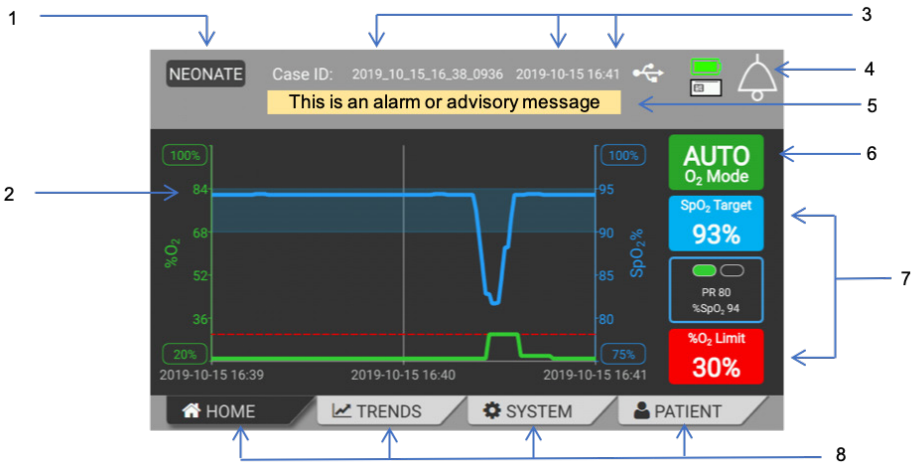 1
3
NEONATE
Case ID: 2019_10_15_16_38_0936 2019-10-15 16:41
4
This is an alarm or advisory message
5
100%
100%
AUTO
O₂ Mode
6
2
84
95
SpO₂ Target
93%
68
90
%O₂
SpO₂%
7
52
85
PR 80
%SpO₂ 94
36
80
%O₂ Limit
30%
20%
75%
2019-10-15 16:39
2019-10-15 16:40
2019-10-15 16:41
HOME
TRENDS
SYSTEM
PATIENT
8